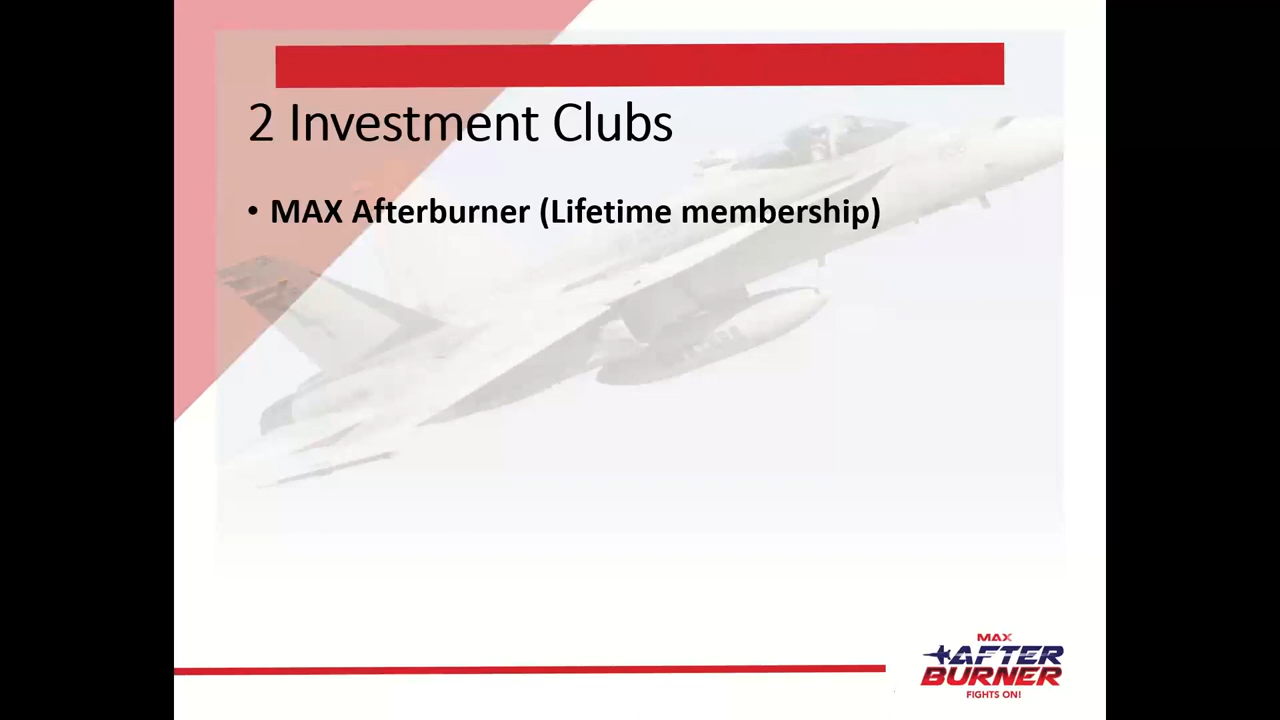 2 Investment Clubs
• MAX Afterburner (Lifetime membership)
MAX
AFTER
BURNER
FIGHTS ON!